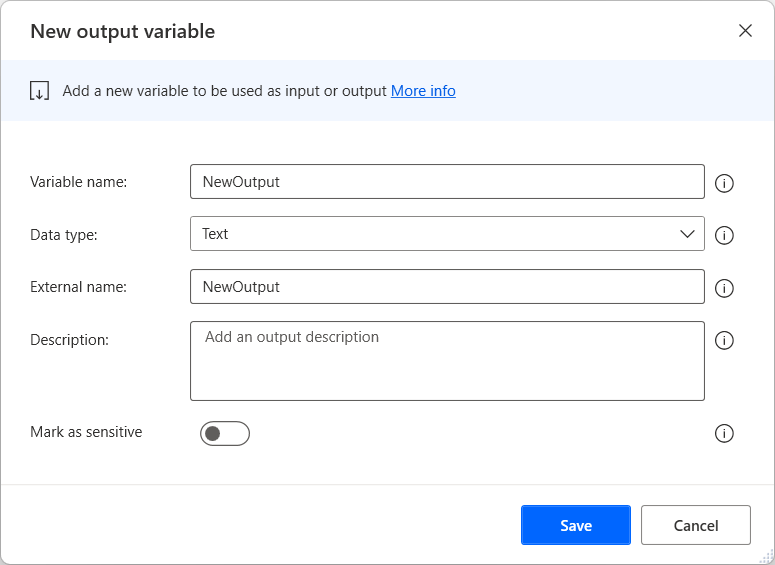 New output variable
Add a new variable to be used as input or output More info
Variable name:
NewOutput
Data type:
Text
External name:
NewOutput
Description:
Add an output description
Mark as sensitive
Save
Cancel